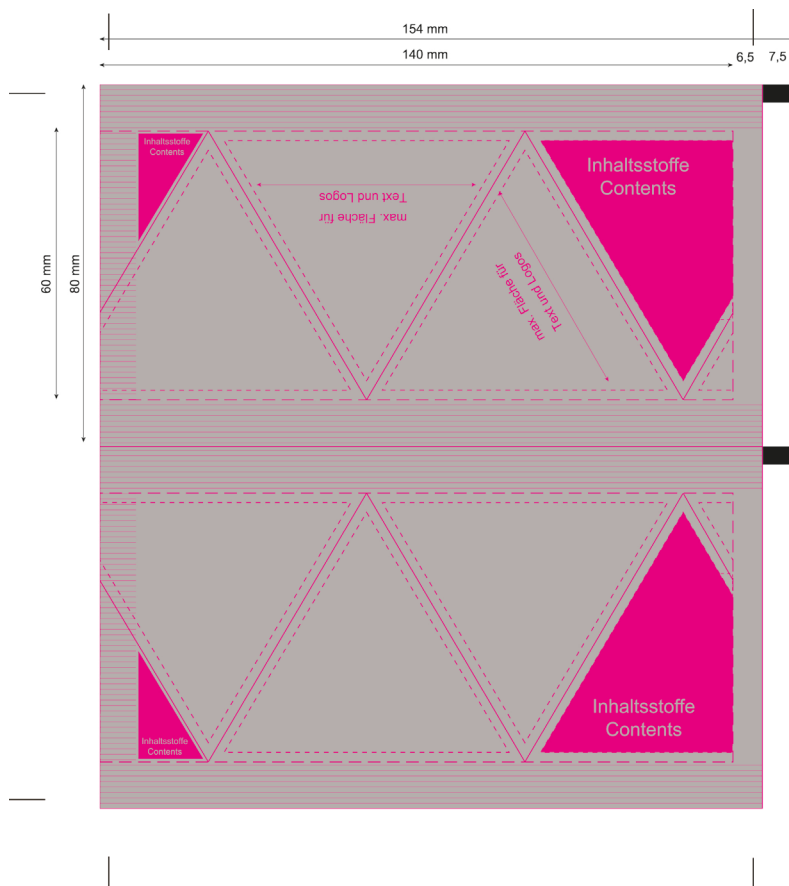 154 mm
140 mm
6,5
7,5
60 mm
80 mm
Inhaltsstoffe
Contents
max. Fläche für
Text und Logos
max. Fläche für
Text und Logos
Inhaltsstoffe
Contents
Inhaltsstoffe
Contents
Inhaltsstoffe
Contents